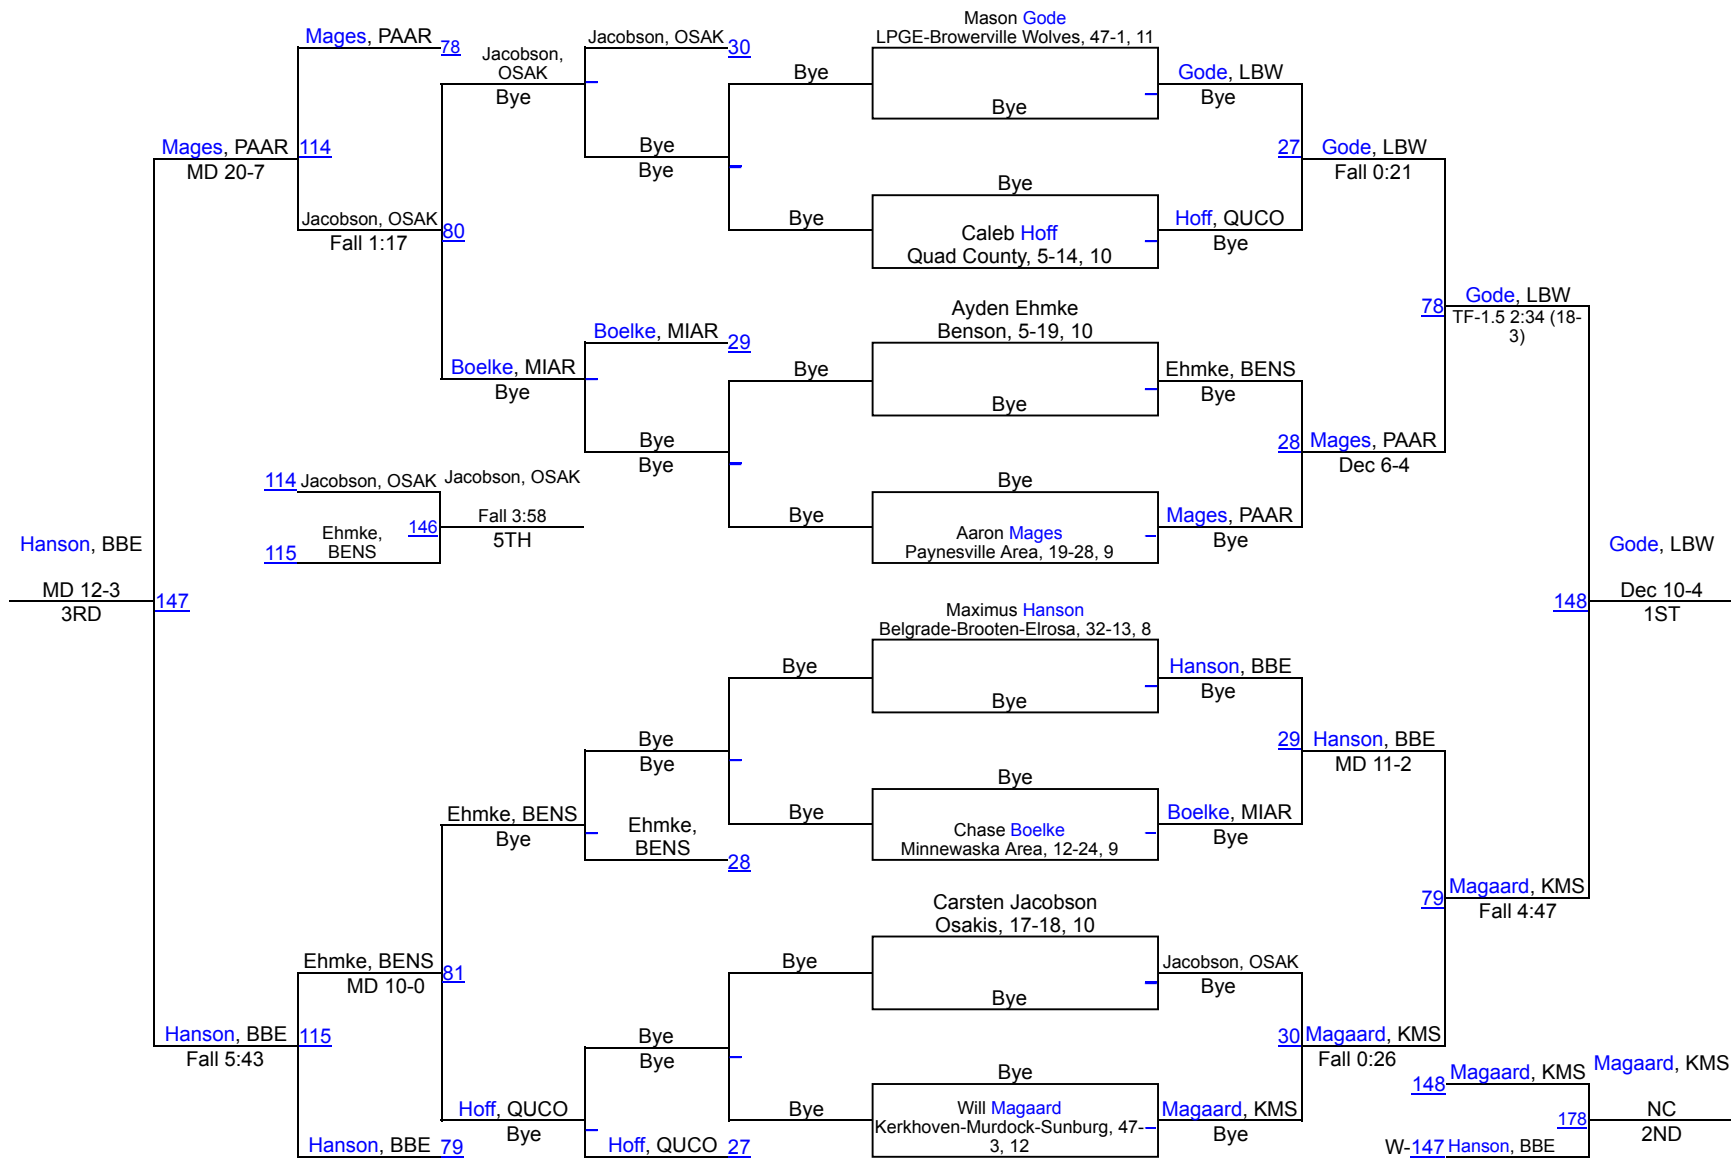 Mages, PAAR
78
Mages, PAAR
MD 20-7
114
Jacobson, OSAK
Fall 1:17
80
Jacobson,
OSAK
Bye
Jacobson, OSAK
30
Bye
Bye
Boelke, MIAR
Bye
Boelke, MIAR
29
Bye
Bye
Bye
Mason Gode
LPGE-Browerville Wolves, 47-1, 11
Bye
Gode, LBW
Bye
Bye
Bye
Caleb Hoff
Quad County, 5-14, 10
Hoff, QUCO
Bye
27
Gode, LBW
Fall 0:21
Ayden Ehmke
Benson, 5-19, 10
Bye
Bye
Ehmke, BENS
Bye
28
Mages, PAAR
Dec 6-4
Bye
Bye
Aaron Mages
Paynesville Area, 19-28, 9
Mages, PAAR
Bye
78
Gode, LBW
TF-1.5 2:34 (18-
3)
114
Jacobson, OSAK
Jacobson, OSAK
146
Fall 3:58
5TH
115
Ehmke,
BENS
Hanson, BBE
MD 12-3
3RD
147
Gode, LBW
148
Dec 10-4
1ST
Maximus Hanson
Belgrade-Brooten-Elrosa, 32-13, 8
Bye
Bye
Hanson, BBE
Bye
29
Hanson, BBE
MD 11-2
Bye
Bye
Bye
Bye
Chase Boelke
Minnewaska Area, 12-24, 9
Boelke, MIAR
Bye
Ehmke, BENS
Bye
Ehmke,
BENS
28
79
Magaard, KMS
Fall 4:47
Carsten Jacobson
Osakis, 17-18, 10
Bye
Bye
Jacobson, OSAK
Bye
Ehmke, BENS
MD 10-0
81
Hanson, BBE
Fall 5:43
115
Bye
Bye
30
Magaard, KMS
Fall 0:26
Bye
Bye
Will Magaard
Kerkhoven-Murdock-Sunburg, 47-
3, 12
Magaard, KMS
Bye
Hoff, QUCO
Bye
Hanson, BBE
79
Hoff, QUCO
27
148
Magaard, KMS
Magaard, KMS
178
NC
2ND
W-147
Hanson, BBE